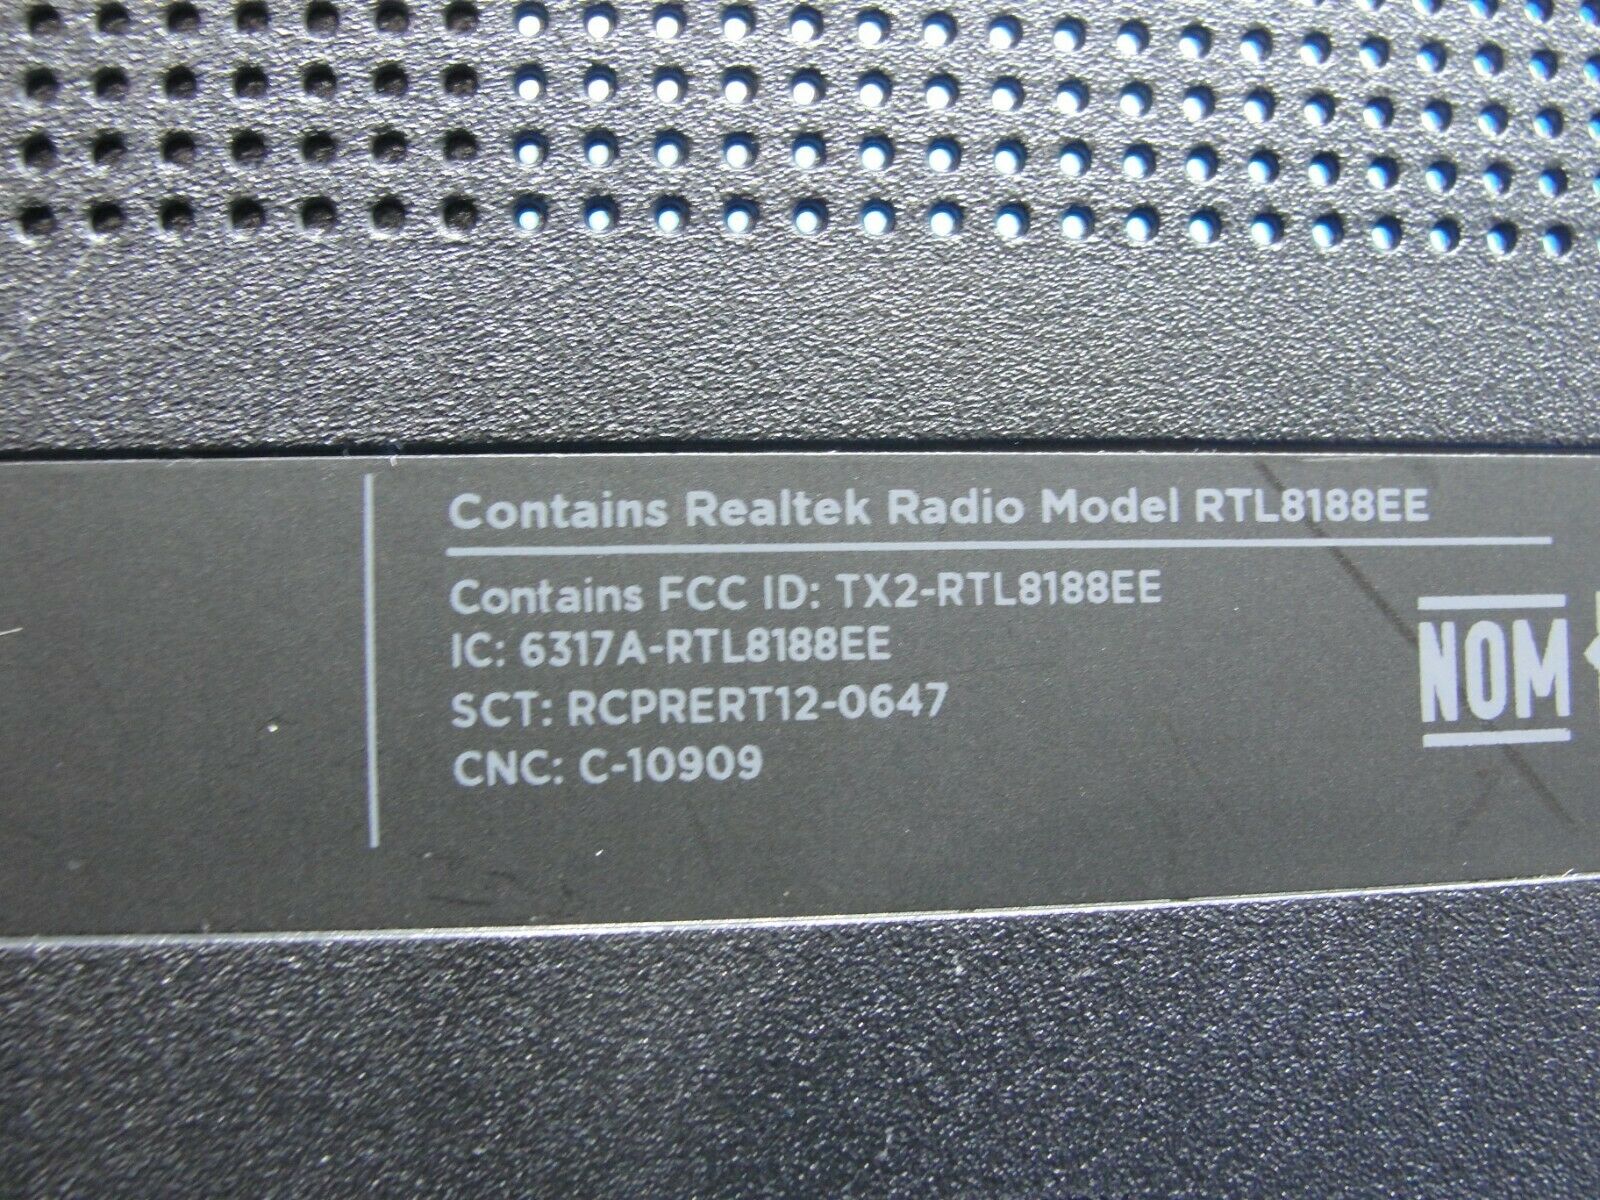 Contains Realtek Radio Model RTL8188EE
Contains FCC ID: TX2-RTL8188EE
IC: 6317A-RTL8188EE
SCT: RCPRERT12-0647
CNC: C-10909
NOM